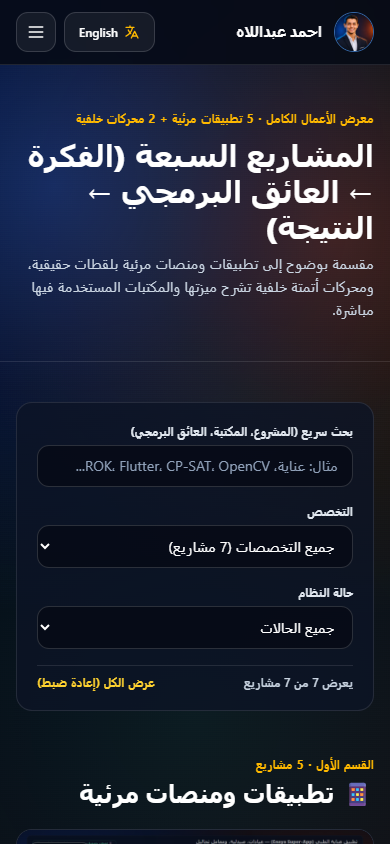 احمد عبداللاه
English
معرض الأعمال الكامل · 5 تطبيقات مرئية + 2 محركات خلفية
المشاريع السبعة (الفكرة
← العائق البرمجي ←
النتيجة)
مقسمة بوضوح إلى تطبيقات ومنصات مرئية بلقطات حقيقية،
ومحركات أتمتة خلفية تشرح ميزتها والمكتبات المستخدمة فيها
مباشرة.
بحث سريع (المشروع، المكتبة، العائق البرمجي)
مثال: عناية، ROK، Flutter، CP-SAT، OpenCV...
التخصص
جميع التخصصات (7 مشاريع)
حالة النظام
جميع الحالات
يعرض 7 من 7 مشاريع
عرض الكل (إعادة ضبط)
القسم الأول · 5 مشاريع
تطبيقات ومنصات مرئية